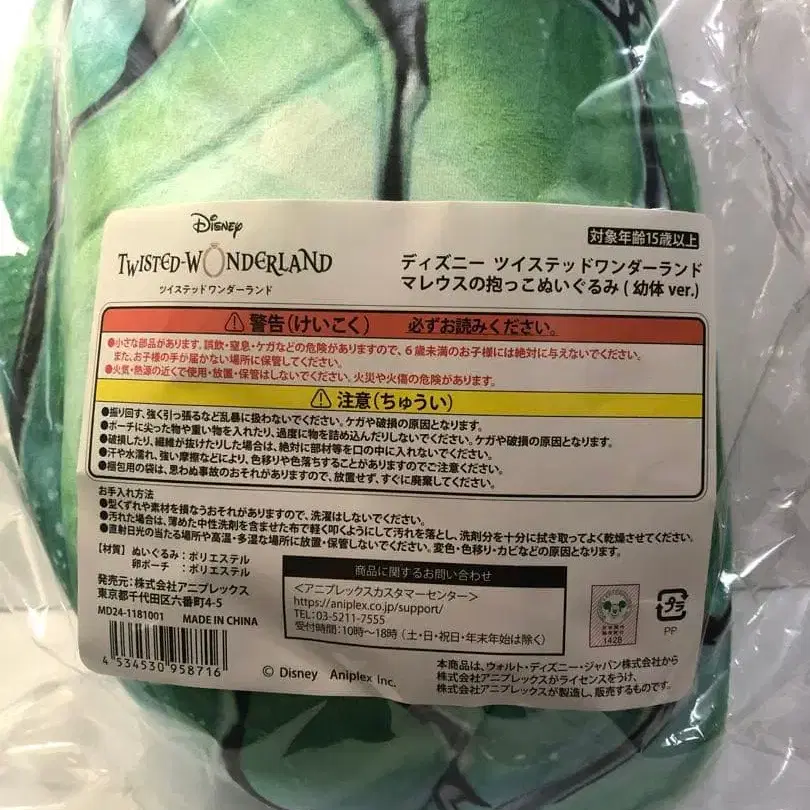 Disney
TWISTED-WONDERLAND
ツイステッドワンダーランド
対象年齢15歳以上
ディズニー ツイステッドワンダーランド
マレウスの抱っこぬいぐるみ(幼体 ver.)
⚠警告(けいこく) 必ずお読みください。
●小さな部品があります。誤飲・窒息・ケガなどの危険がありますので、6歳未満のお子様には絶対に与えないでください。
また、お子様の手が届かない場所に保管してください。
●火気・熱源の近くで使用・放置・保管はしないでください。火災や火傷の危険があります。
⚠注意(ちゅうい)
●振り回す、強く引っ張るなど乱暴に扱わないでください。ケガや破損の原因となります。
●ポーチに尖った物や重い物を入れたり、過度に物を詰め込んだりしないでください。ケガや破損の原因となります。
●破損したり、繊維が抜けたりした場合は、絶対に部材等を口の中に入れないでください。
●汗や水濡れ、強い摩擦などにより、色移りや色落ちすることがありますのでご注意ください。
●梱包用の袋は、思わぬ事故のおそれがありますので、放置せず、すぐに廃棄してください。
お手入れ方法
●型くずれや素材を損なうおそれがありますので、洗濯はしないでください。
●汚れた場合は、薄めた中性洗剤を含ませた布で軽く叩くようにして汚れを落とし、洗剤分を十分に拭き取ってよく乾燥させてください。
●直射日光の当たる場所や高温・多湿な場所に放置・保管しないでください。変色・色移り・カビなどの原因となります。
【材質】ぬいぐるみ:ポリエステル
卵ポーチ :ポリエステル
発売元:株式会社アニプレックス
東京都千代田区六番町4-5
MD24-1181001 MADE IN CHINA
4 534530 958716
商品に関するお問い合わせ
<アニプレックスカスタマーセンター>
https://aniplex.co.jp/support/
TEL:03-5211-7555
受付時間:10時~18時(土・日・祝日・年末年始は除く)
1428
プラ
PP
© Disney Aniplex Inc.
本商品は、ウォルト・ディズニー・ジャパン株式会社から
株式会社アニプレックスがライセンスをうけ、
株式会社アニプレックスが製造し、販売するものです。